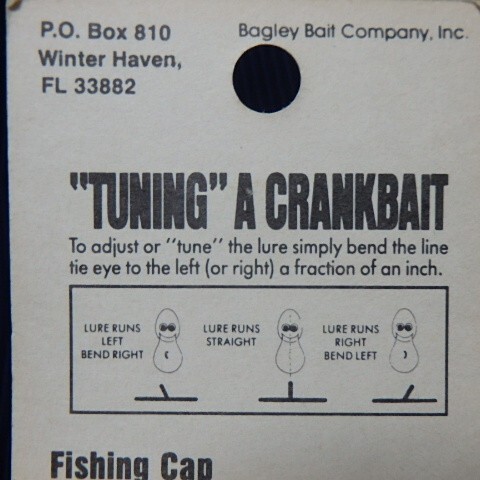 P.O. Box 810
Winter Haven,
FL 33882
Bagley Bait Company, Inc.
"TUNING" A CRANKBAIT
To adjust or "tune" the lure simply bend the line
tie eye to the left (or right) a fraction of an inch.
LURE RUNS
LEFT
BEND RIGHT
LURE RUNS
STRAIGHT
LURE RUNS
RIGHT
BEND LEFT
Fishing Cap